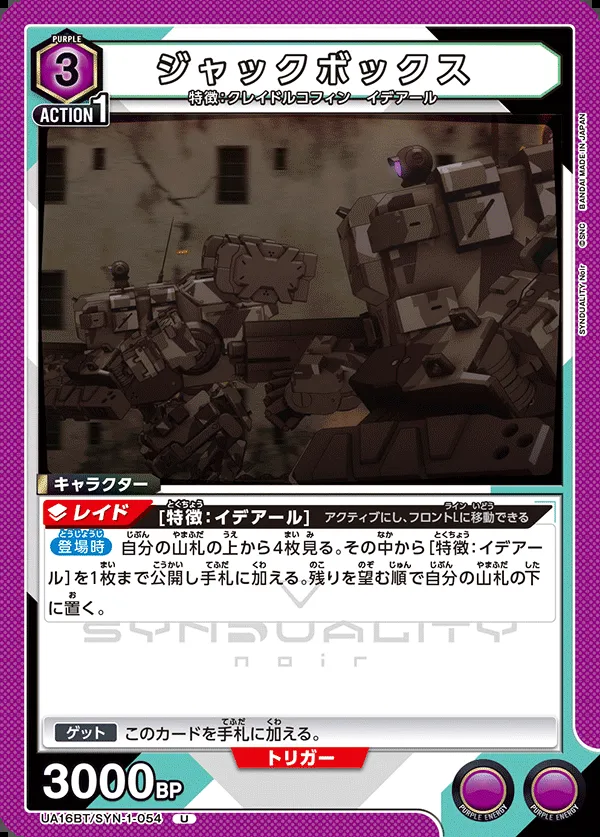 PURPLE
3
ジャックボックス
特徴:クレイドルコフィン イデアール
ACTION 1
SYNDUALITY Noir ©SNC BANDAI MADE IN JAPAN
キャラクター
レイド [特徴:イデアール] アクティブにし、フロントLに移動できる
登場時 自分の山札の上から4枚見る。その中から[特徴:イデア
ール]を1枚まで公開し手札に加える。残りを望む順で自分の山札の下
に置く。
SYNDUALITY
noir
ゲット このカードを手札に加える。
トリガー
3000BP
UA16BT/SYN-1-054 U